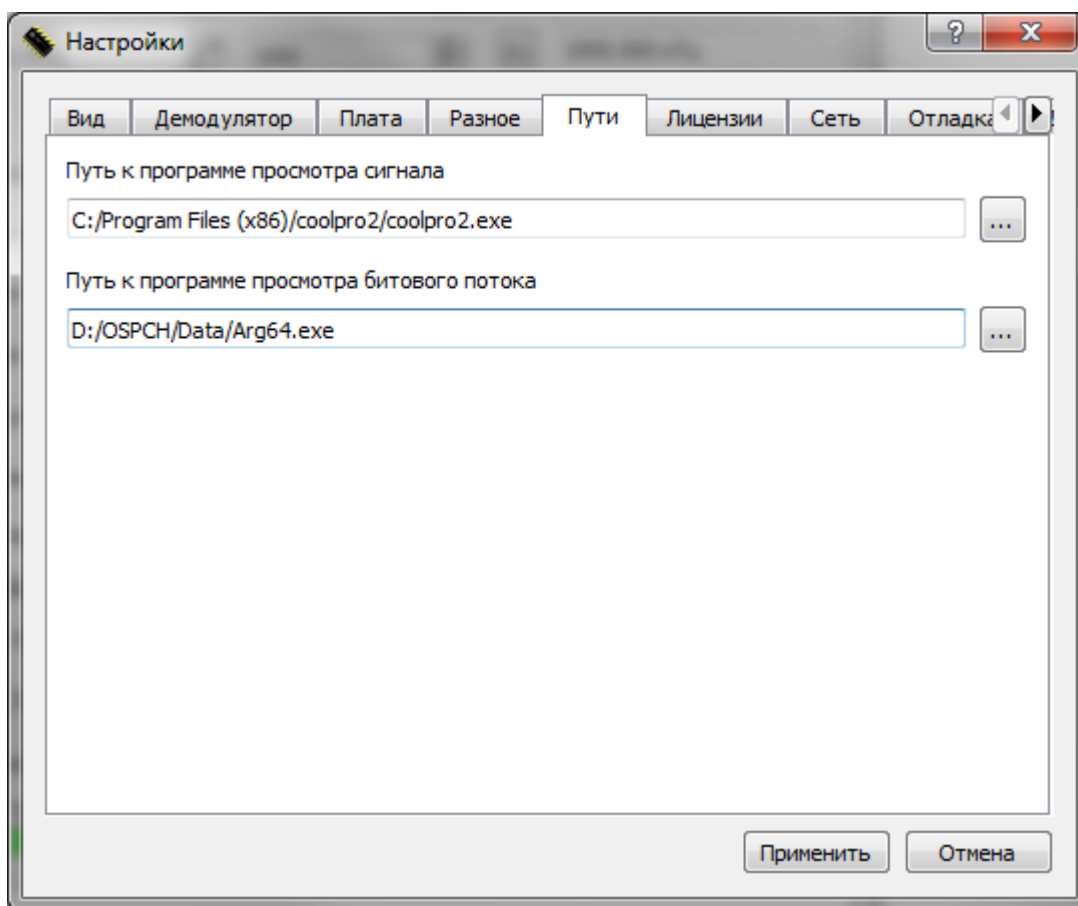 Настройки
Вид Демодулятор Плата Разное Пути Лицензии Сеть Отладка
Путь к программе просмотра сигнала
C:/Program Files (x86)/coolpro2/coolpro2.exe
...
Путь к программе просмотра битового потока
D:/OSPCH/Data/Arg64.exe
...
Применить Отмена